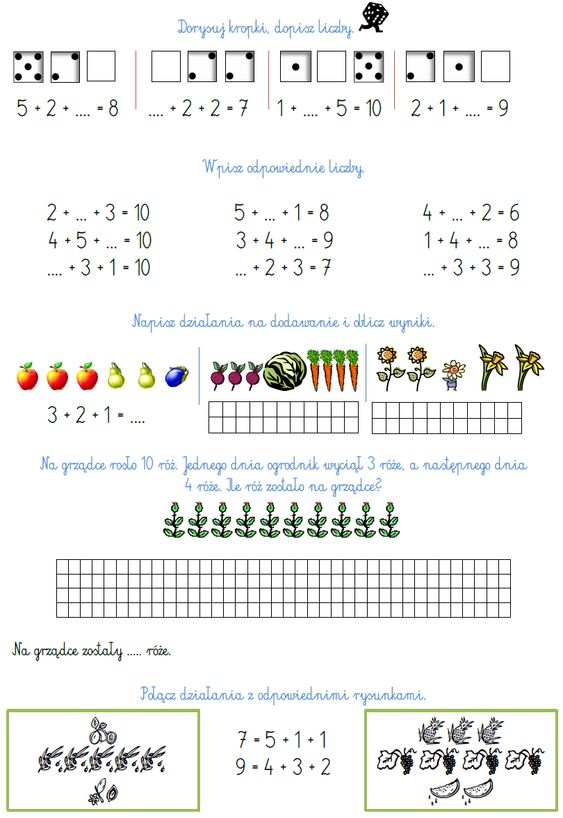 Dorysuj kropki, dopisz liczby.
5 + 2 + .... = 8
.... + 2 + 2 = 7
1 + .... + 5 = 10
2 + 1 + .... = 9
Wpisz odpowiednie liczby.
2 + ... + 3 = 10
5 + ... + 1 = 8
4 + ... + 2 = 6
4 + 5 + ... = 10
3 + 4 + ... = 9
1 + 4 + ... = 8
.... + 3 + 1 = 10
... + 2 + 3 = 7
... + 3 + 3 = 9
Napisz działania na dodawanie i oblicz wyniki.
3 + 2 + 1 = ....
Na grządce rosło 10 róż. Jednego dnia ogrodnik wyciął 3 róże, a następnego dnia
4 róże. Ile róż zostało na grządce?
Na grządce zostały ..... róże.
Połącz działania z odpowiednimi rysunkami.
7 = 5 + 1 + 1
9 = 4 + 3 + 2